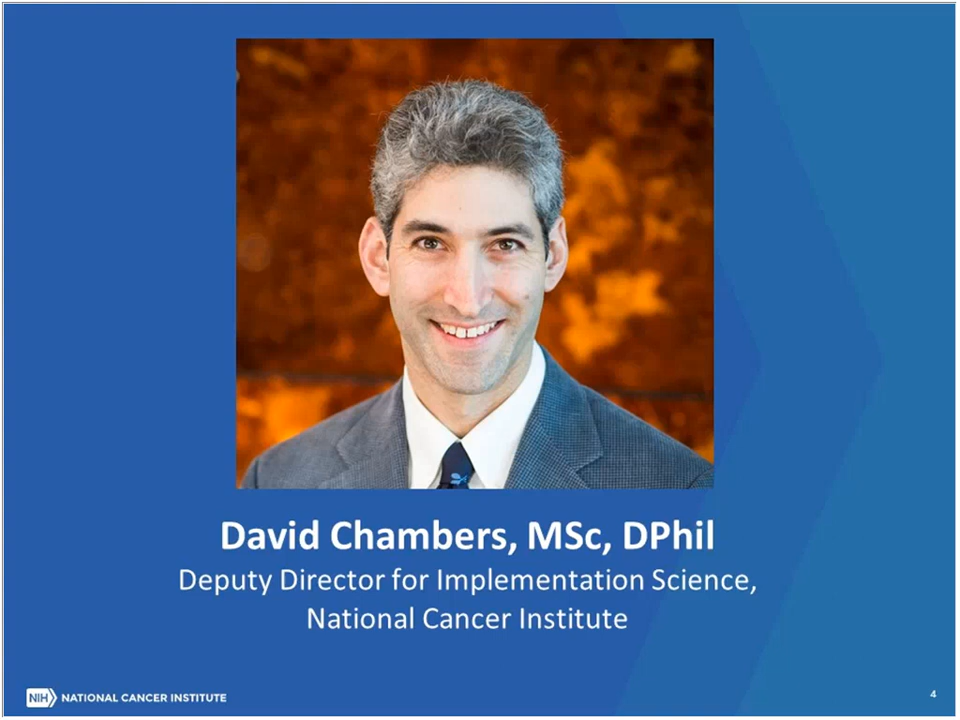 David Chambers, MSc, DPhil
Deputy Director for Implementation Science,
National Cancer Institute
NIH NATIONAL CANCER INSTITUTE
4